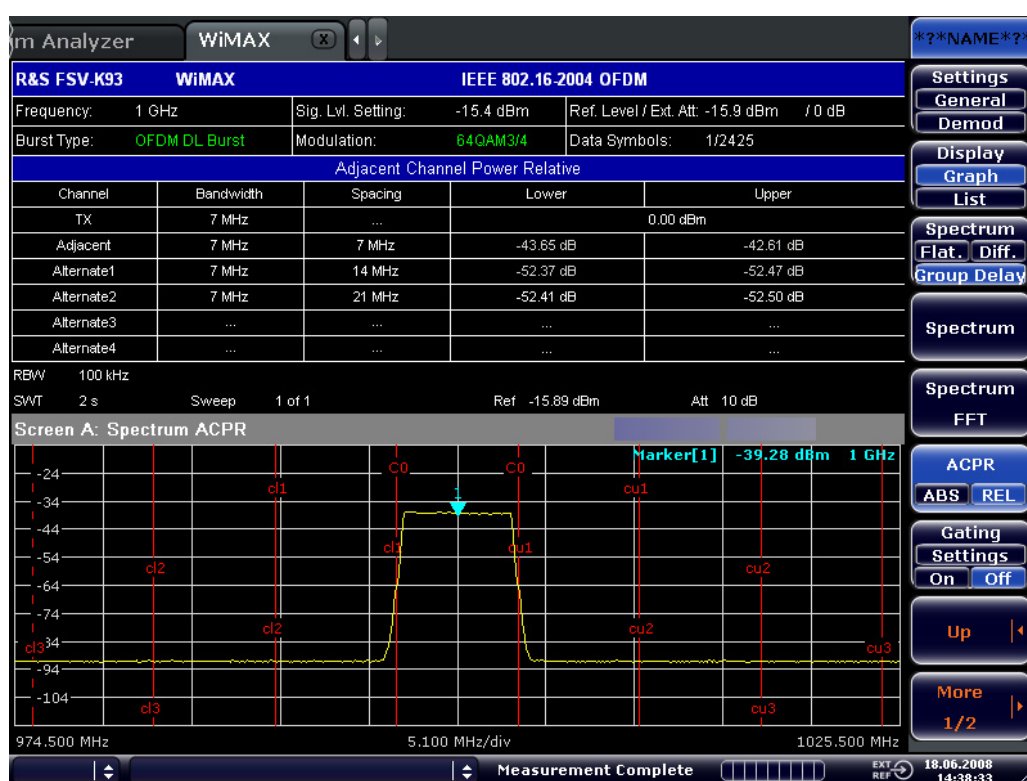 m Analyzer WiMAX X
*?*NAME*?
R&S FSV-K93 WiMAX IEEE 802.16-2004 OFDM
Frequency: 1 GHz Sig. Lvl. Setting: -15.4 dBm Ref. Level / Ext. Att: -15.9 dBm / 0 dB
Burst Type: OFDM DL Burst Modulation: 64QAM3/4 Data Symbols: 1/2425
Adjacent Channel Power Relative
Channel Bandwidth Spacing Lower Upper
TX 7 MHz ... 0.00 dBm
Adjacent 7 MHz 7 MHz -43.65 dB -42.61 dB
Alternate1 7 MHz 14 MHz -52.37 dB -52.47 dB
Alternate2 7 MHz 21 MHz -52.41 dB -52.50 dB
Alternate3 ... ... ... ...
Alternate4 ... ... ... ...
RBW 100 kHz
SWT 2 s Sweep 1 of 1 Ref -15.89 dBm Att 10 dB
Screen A: Spectrum ACPR
Marker[1] -39.28 dBm 1 GHz
C0 C0
-24
cl1 1 cu1
-34
-44
cl1 cu1
-54
cl2 cu2
-64
-74
cl2 cu2
34
cl3 cu3
-94
-104
cl3 cu3
974.500 MHz 5.100 MHz/div 1025.500 MHz
Measurement Complete
EXT REF
18.06.2008
14:38:33
Settings
General
Demod
Display
Graph
List
Spectrum
Flat. Diff.
Group Delay
Spectrum
Spectrum
FFT
ACPR
ABS REL
Gating
Settings
On Off
Up
More
1/2